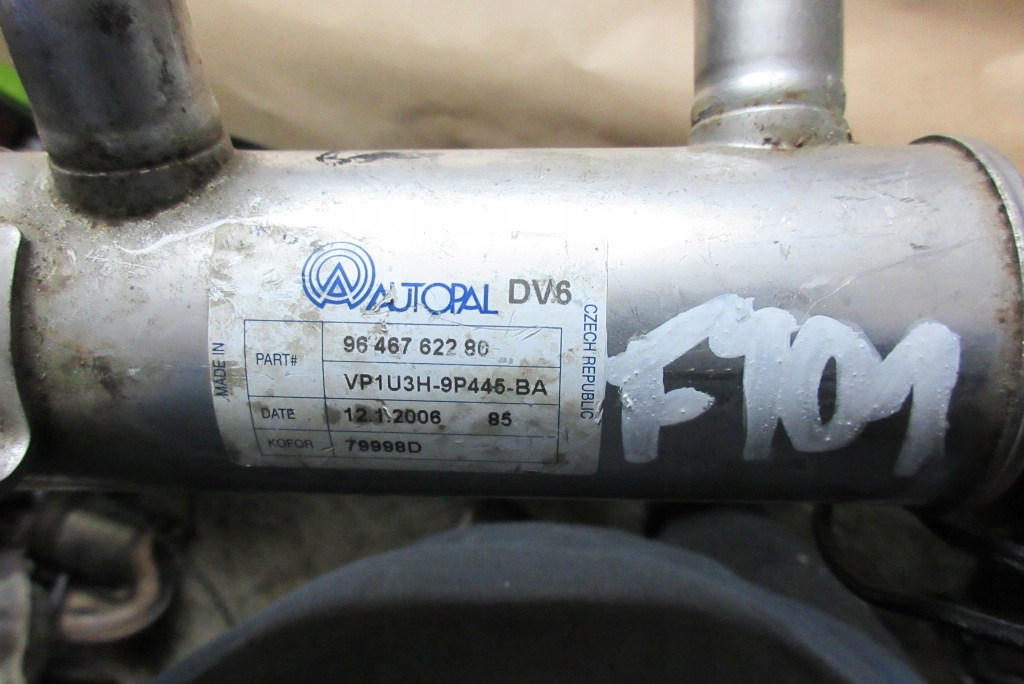 AUTOPAL DV6
MADE IN
PART# 96 467 622 80
VP1U3H-9P445-BA
DATE 12.1.2006 85
KOFOR 79998D
CZECH REPUBLIC
F101